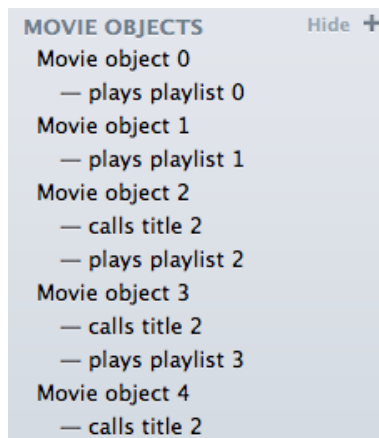 MOVIE OBJECTS Hide +
Movie object 0
— plays playlist 0
Movie object 1
— plays playlist 1
Movie object 2
— calls title 2
— plays playlist 2
Movie object 3
— calls title 2
— plays playlist 3
Movie object 4
— calls title 2